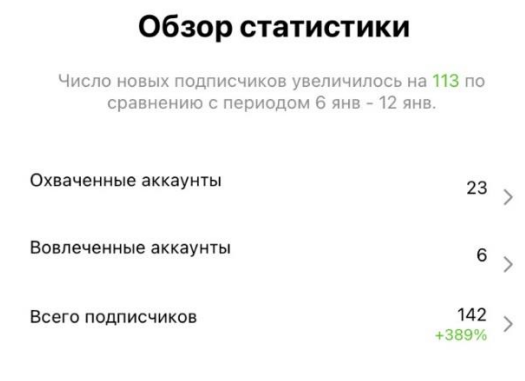 Обзор статистики
Число новых подписчиков увеличилось на 113 по
сравнению с периодом 6 янв - 12 янв.
Охваченные аккаунты
23
Вовлеченные аккаунты
6
Всего подписчиков
142
+389%